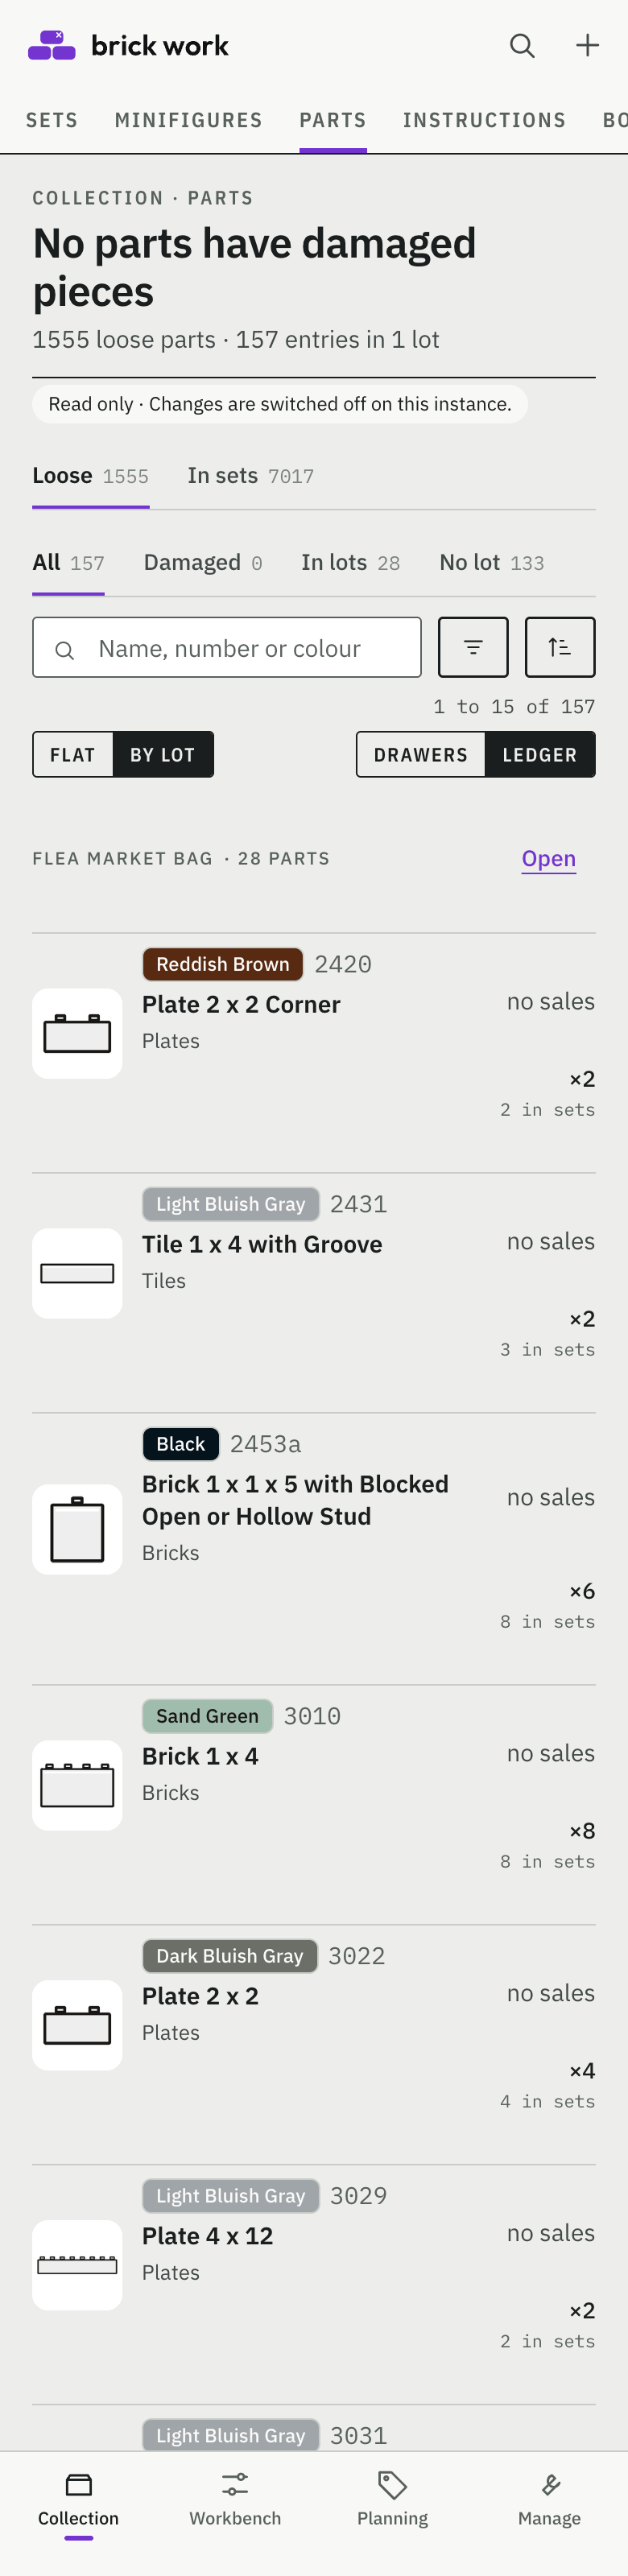 brick work
SETS MINIFIGURES PARTS INSTRUCTIONS BO
COLLECTION · PARTS
No parts have damaged
pieces
1555 loose parts · 157 entries in 1 lot
Read only · Changes are switched off on this instance.
Loose 1555 In sets 7017
All 157 Damaged 0 In lots 28 No lot 133
Name, number or colour
1 to 15 of 157
FLAT BY LOT DRAWERS LEDGER
FLEA MARKET BAG · 28 PARTS Open
Reddish Brown 2420
Plate 2 x 2 Corner no sales
Plates
×2
2 in sets
Light Bluish Gray 2431
Tile 1 x 4 with Groove no sales
Tiles
×2
3 in sets
Black 2453a
Brick 1 x 1 x 5 with Blocked
Open or Hollow Stud no sales
Bricks
×6
8 in sets
Sand Green 3010
Brick 1 x 4 no sales
Bricks
×8
8 in sets
Dark Bluish Gray 3022
Plate 2 x 2 no sales
Plates
×4
4 in sets
Light Bluish Gray 3029
Plate 4 x 12 no sales
Plates
×2
2 in sets
Light Bluish Gray 3031
Collection Workbench Planning Manage